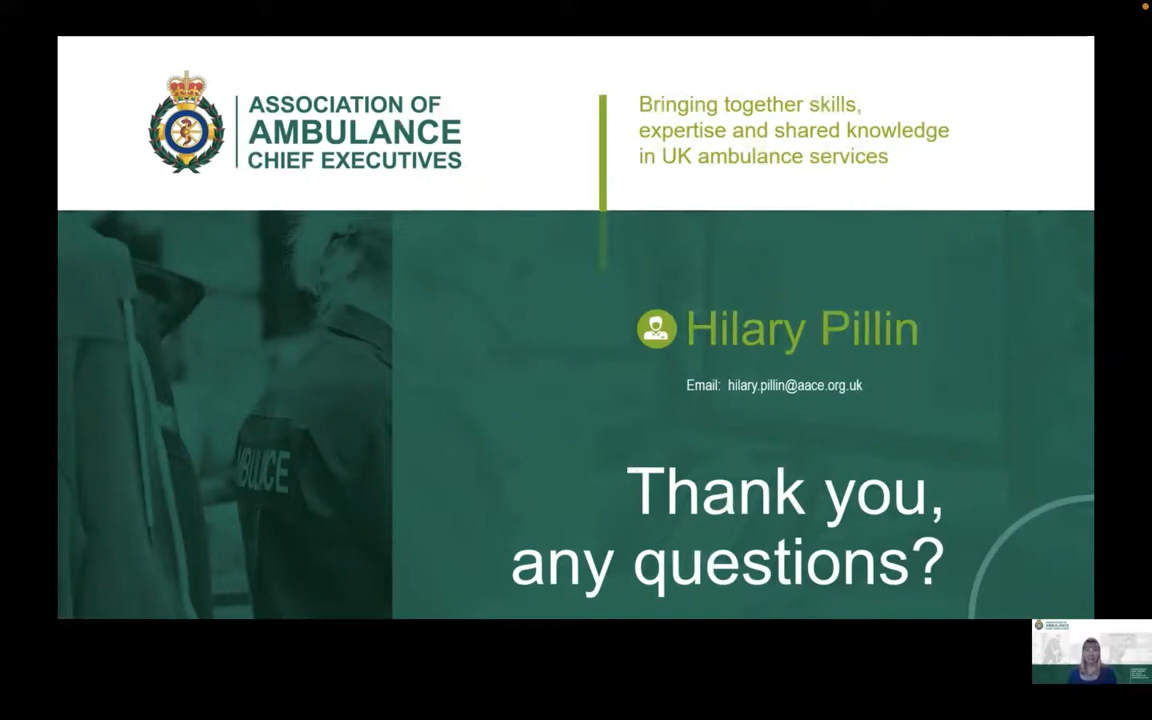 ASSOCIATION OF
AMBULANCE
CHIEF EXECUTIVES
Bringing together skills,
expertise and shared knowledge
in UK ambulance services
Hilary Pillin
Email: hilary.pillin@aace.org.uk
Thank you,
any questions?